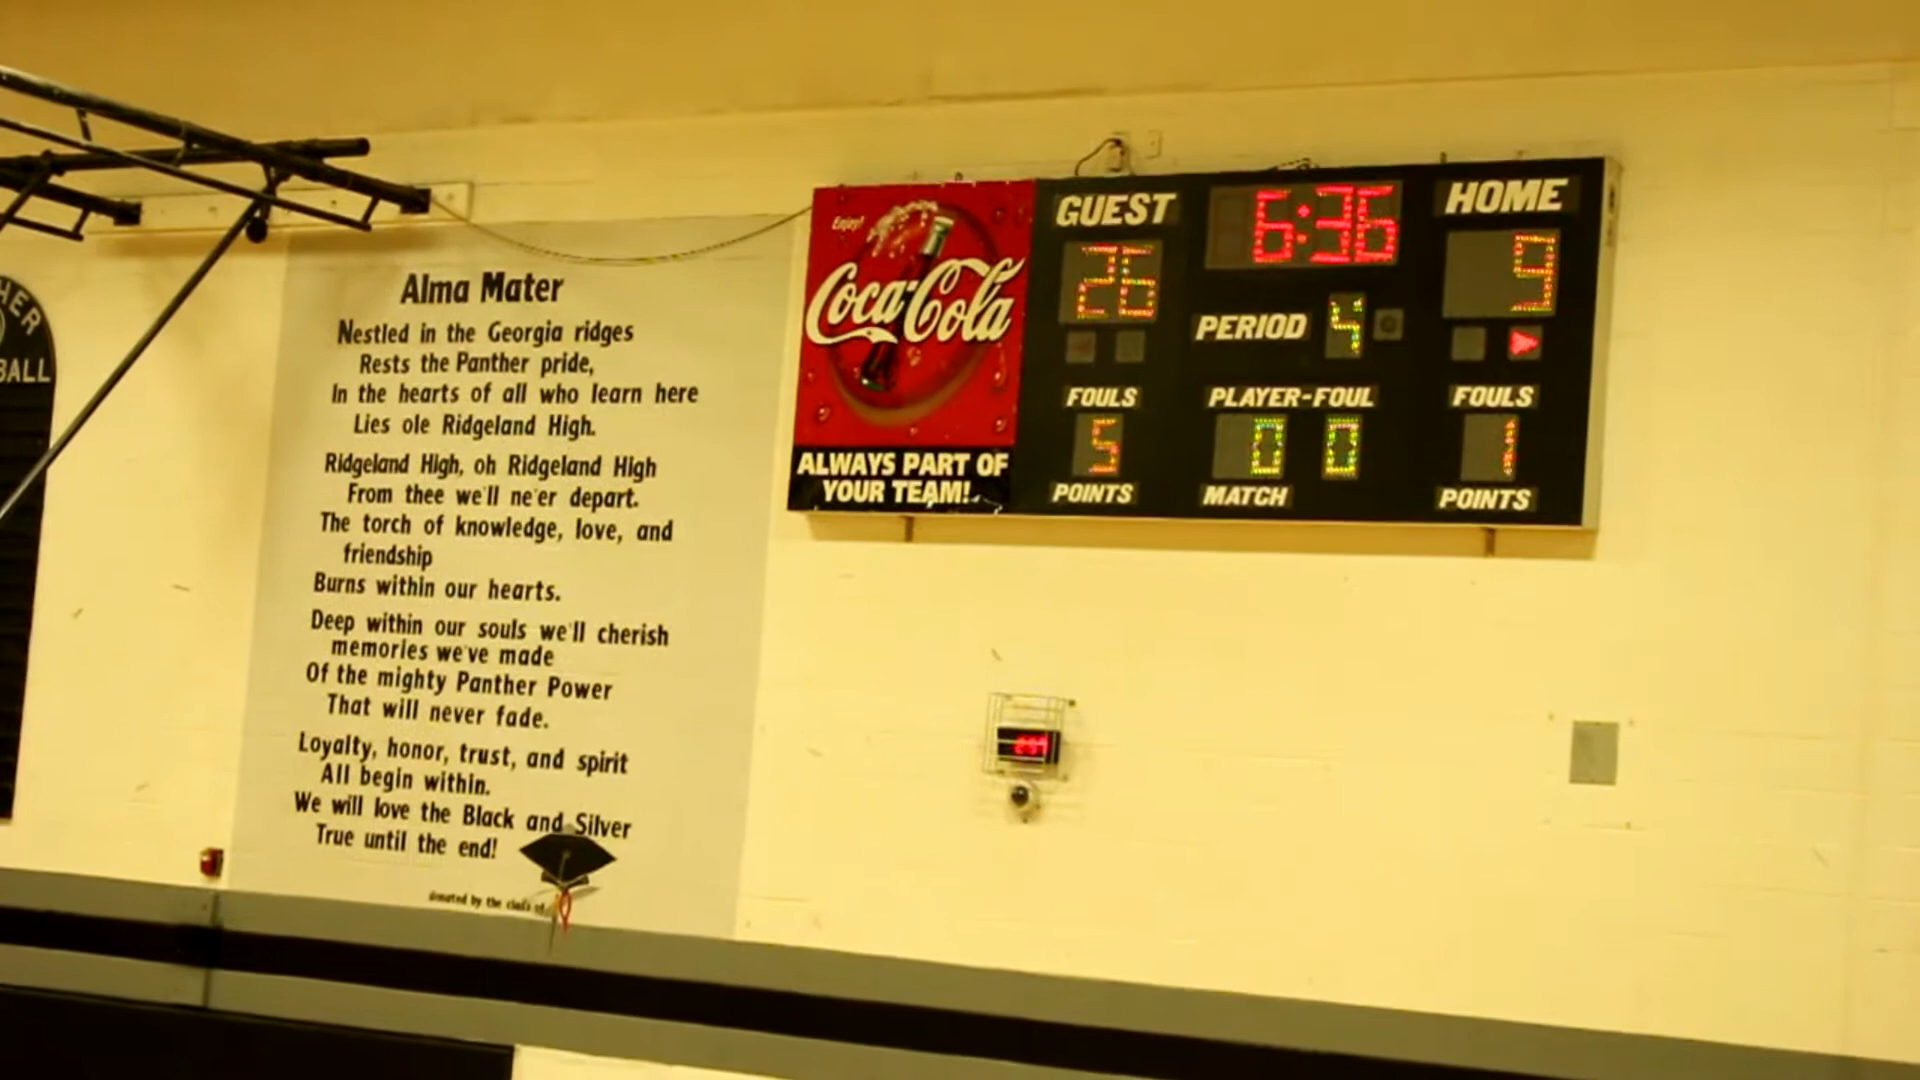 HER
BALL
Alma Mater
Nestled in the Georgia ridges
Rests the Panther pride,
In the hearts of all who learn here
Lies ole Ridgeland High.
Ridgeland High, oh Ridgeland High
From thee we'll ne'er depart.
The torch of knowledge, love, and
friendship
Burns within our hearts.
Deep within our souls we'll cherish
memories we've made
Of the mighty Panther Power
That will never fade.
Loyalty, honor, trust, and spirit
All begin within.
We will love the Black and Silver
True until the end!
donated by the class of
Enjoy!
Coca-Cola
ALWAYS PART OF
YOUR TEAM!
GUEST 6:36 HOME
26 9
PERIOD 4
FOULS PLAYER-FOUL FOULS
5 0 0 1
POINTS MATCH POINTS